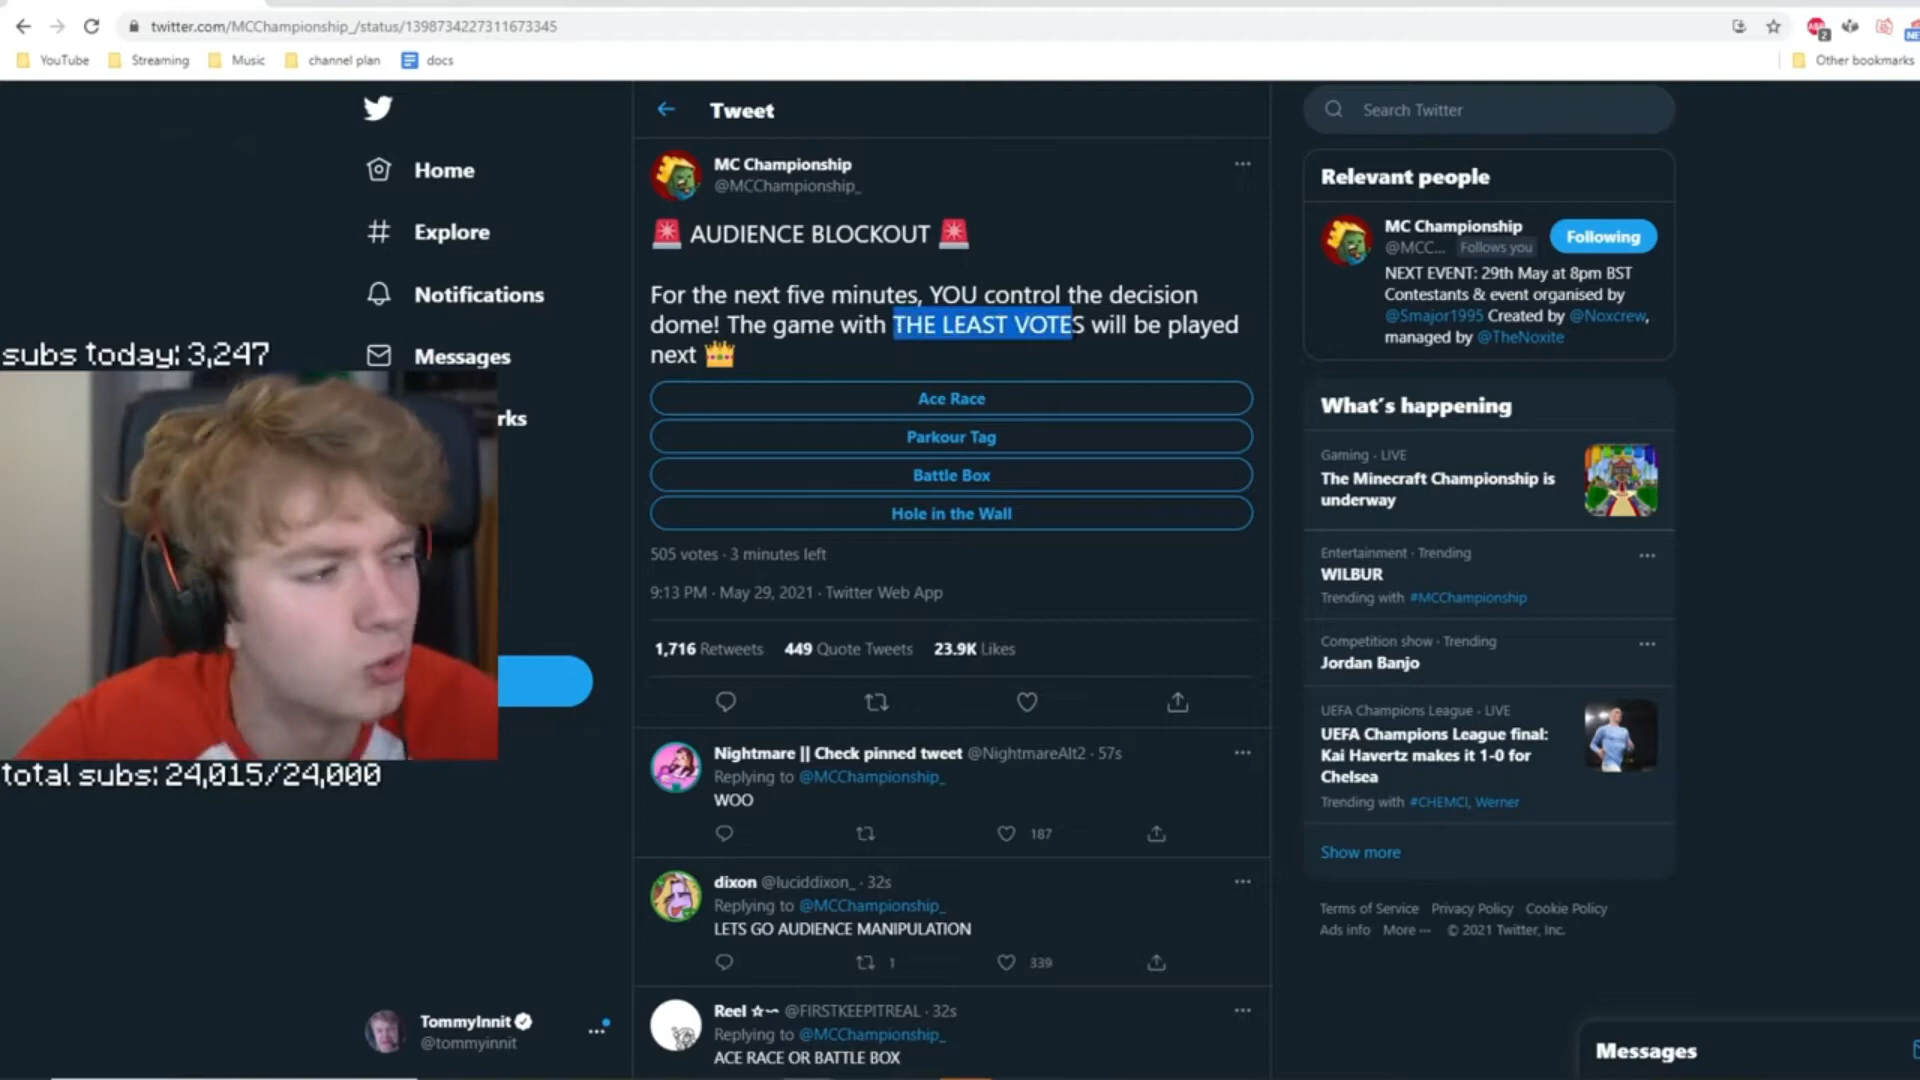 twitter.com/MCChampionship_/status/1398734227311673345
YouTube
Streaming
Music
channel plan
docs
Other bookmarks
Home
Explore
Notifications
Messages
rks
subs today: 3,247
total subs: 24,015/24,000
TommyInnit
@tommyinnit
Tweet
MC Championship
@MCChampionship_
AUDIENCE BLOCKOUT
For the next five minutes, YOU control the decision
dome! The game with THE LEAST VOTES will be played
next
Ace Race
Parkour Tag
Battle Box
Hole in the Wall
505 votes · 3 minutes left
9:13 PM · May 29, 2021 · Twitter Web App
1,716 Retweets 449 Quote Tweets 23.9K Likes
Nightmare || Check pinned tweet @NightmareAlt2 · 57s
Replying to @MCChampionship_
WOO
187
dixon @luciddixon_ · 32s
Replying to @MCChampionship_
LETS GO AUDIENCE MANIPULATION
1 339
Reel ☆~ @FIRSTKEEPITREAL · 32s
Replying to @MCChampionship_
ACE RACE OR BATTLE BOX
Search Twitter
Relevant people
MC Championship
@MCC... Follows you
Following
NEXT EVENT: 29th May at 8pm BST
Contestants & event organised by
@Smajor1995 Created by @Noxcrew,
managed by @TheNoxite
What's happening
Gaming · LIVE
The Minecraft Championship is
underway
Entertainment · Trending
WILBUR
Trending with #MCChampionship
Competition show · Trending
Jordan Banjo
UEFA Champions League · LIVE
UEFA Champions League final:
Kai Havertz makes it 1-0 for
Chelsea
Trending with #CHEMCI, Werner
Show more
Terms of Service Privacy Policy Cookie Policy
Ads info More ··· © 2021 Twitter, Inc.
Messages